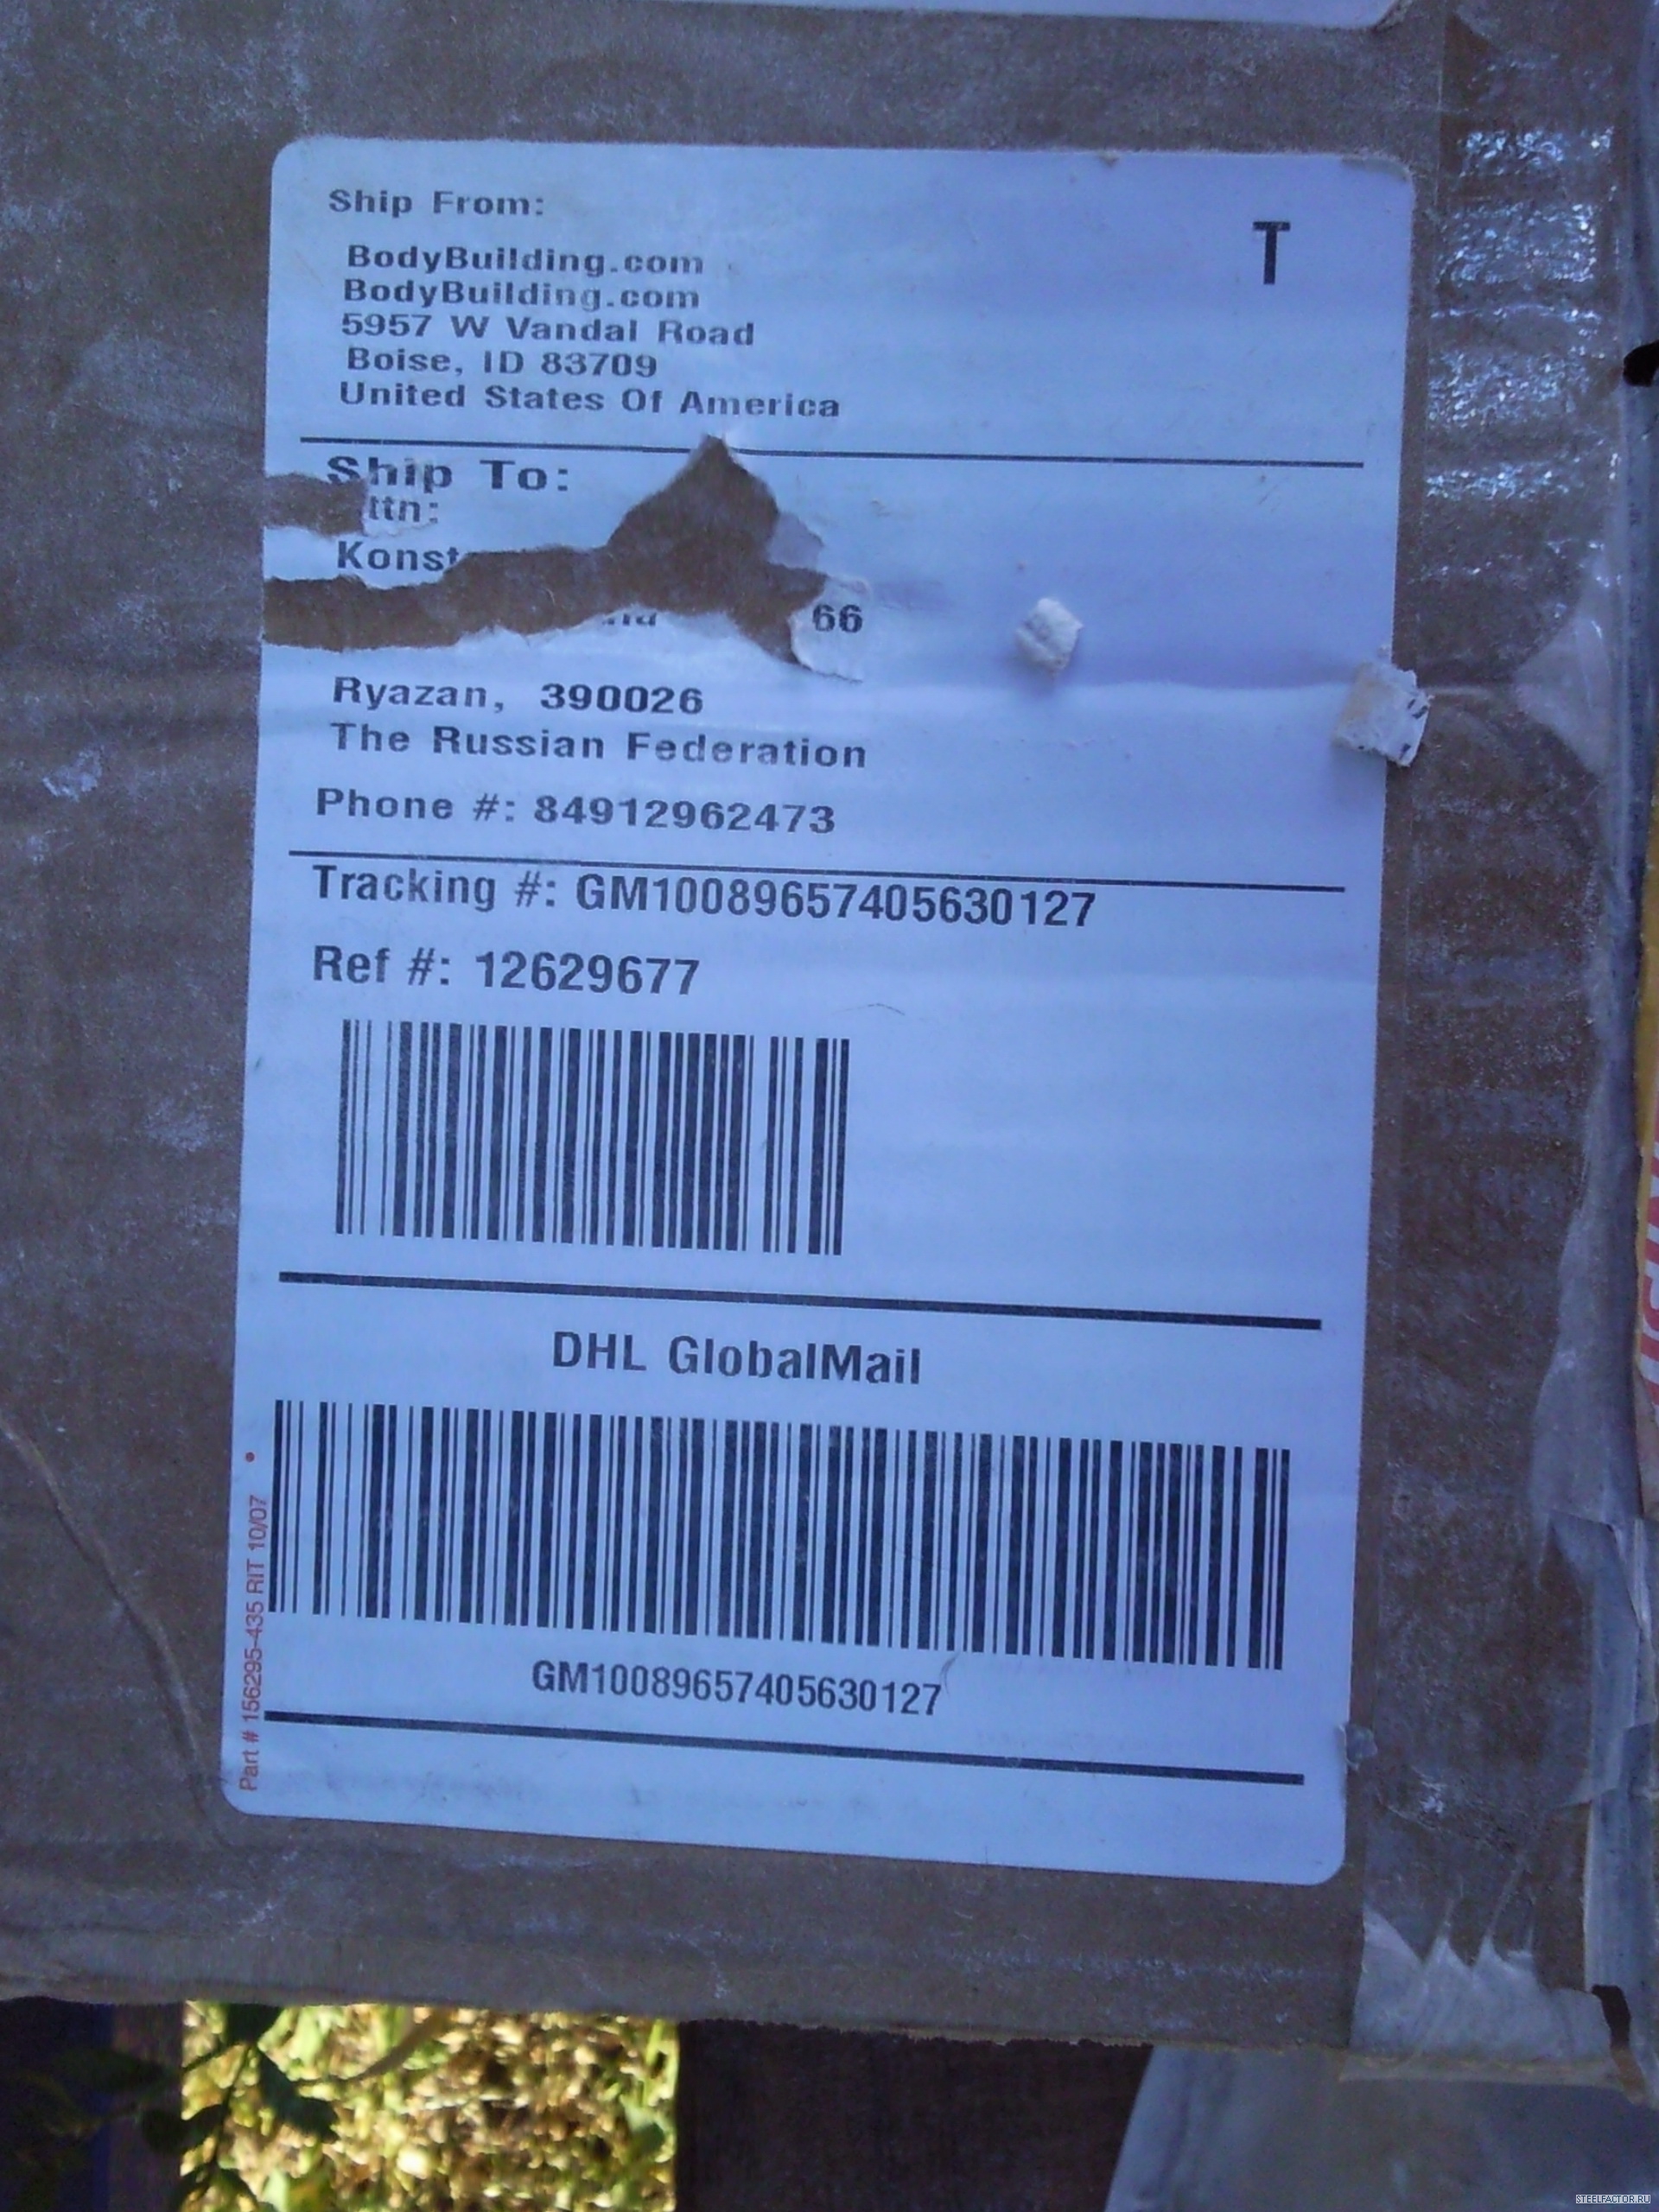 Ship From:
T
BodyBuilding.com
BodyBuilding.com
5957 W Vandal Road
Boise, ID 83709
United States Of America
Ship To:
ttn:
Konst
66
Ryazan, 390026
The Russian Federation
Phone #: 84912962473
Tracking #: GM10089657405630127
Ref #: 12629677
DHL GlobalMail
GM10089657405630127
Part # 156295-435 RIT 10/07
STEELFACTOR.RU